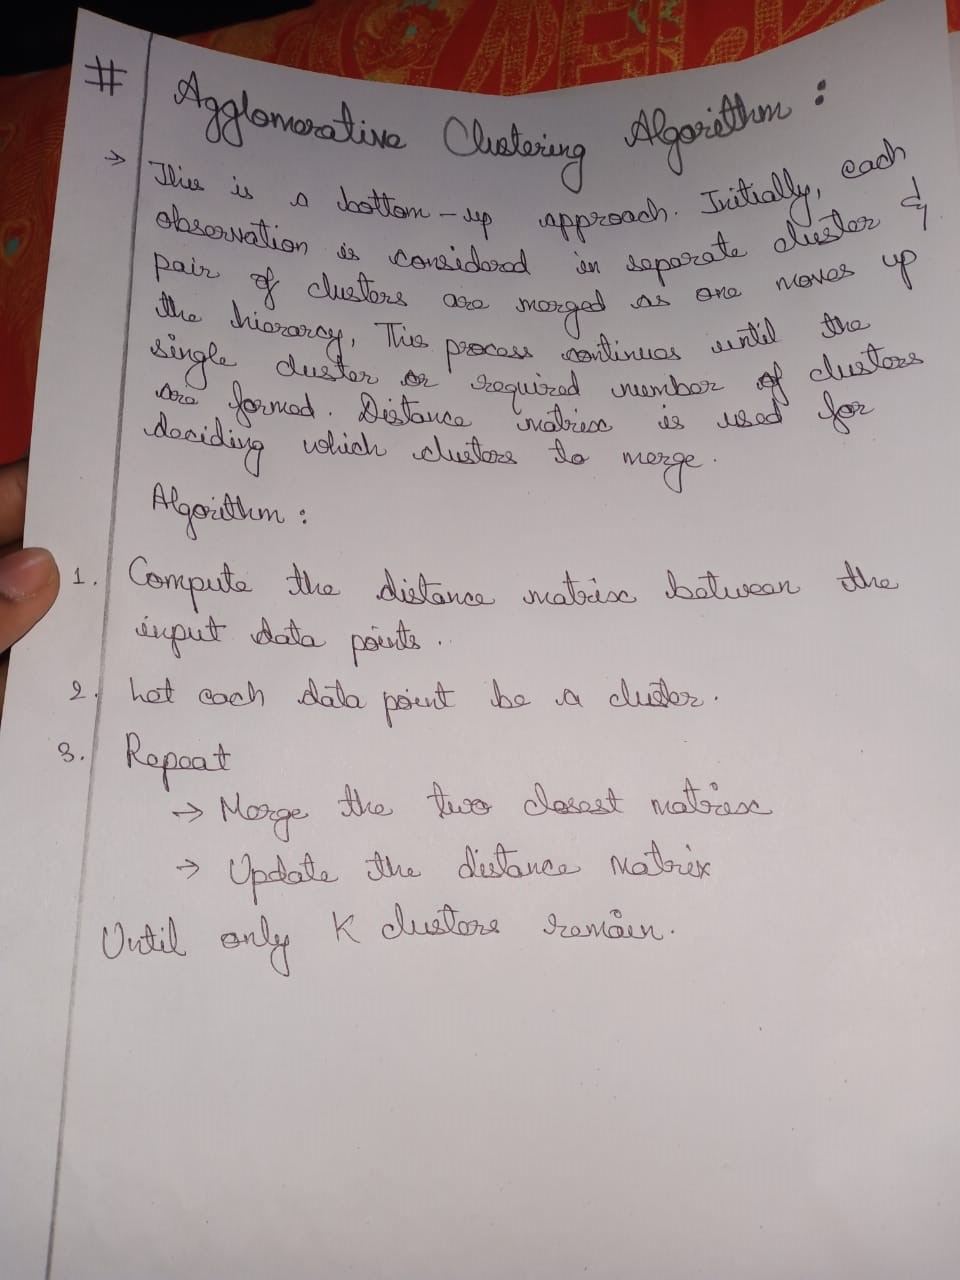 # Agglomerative Clustering Algorithm :
→ This is a bottom-up approach. Initially, each
observation is considered in separate cluster &
pair of clusters are merged as one moves up
the hierarcy, This process continues until the
single cluster or required number of clusters
are formed. Distance matrix is used for
deciding which clusters to merge.
Algorithm :
1. Compute the distance matrix between the
input data points.
2. Let each data point be a cluster.
3. Repeat
→ Merge the two closest matrix
→ Update the distance matrix
Until only K clusters remain.